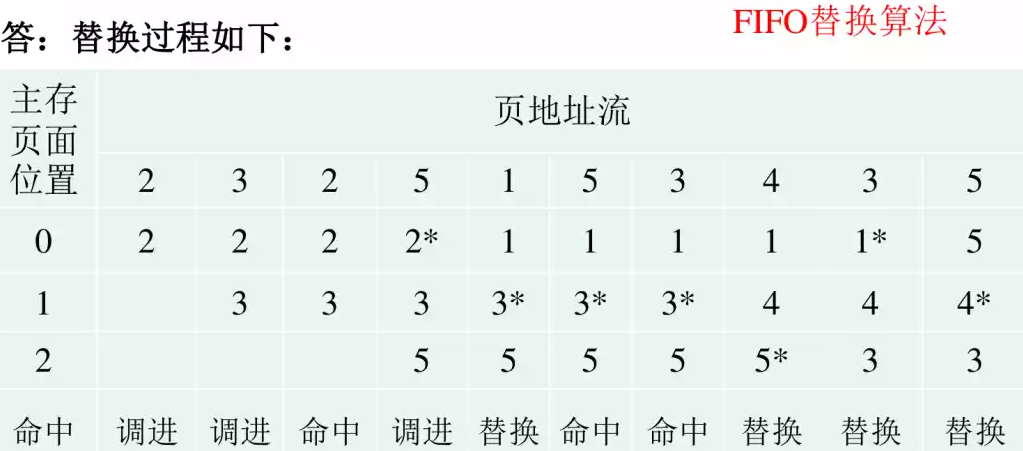 答：替换过程如下：
FIFO替换算法
主存页面位置 页地址流
2 3 2 5 1 5 3 4 3 5
0 2 2 2 2* 1 1 1 1 1* 5
1 3 3 3 3* 3* 3* 4 4 4*
2 5 5 5 5 5* 3 3
命中 调进 调进 命中 调进 替换 命中 命中 替换 替换 替换